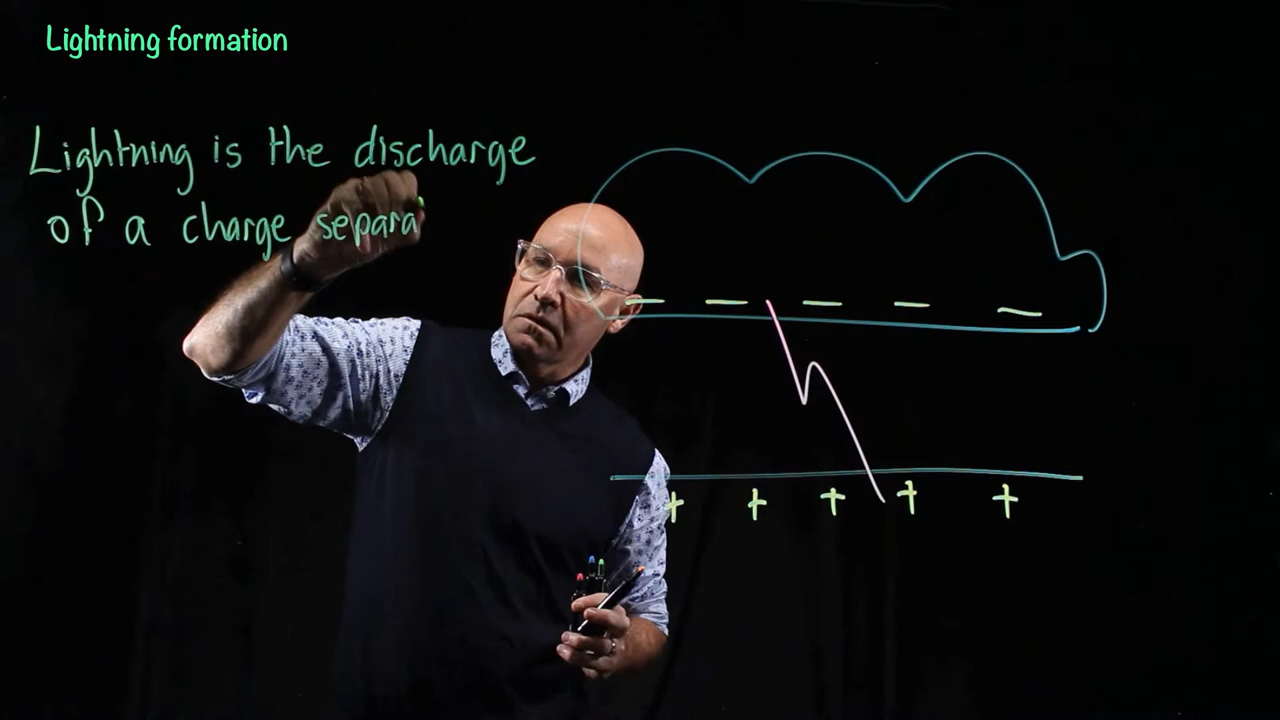 Lightning formation
Lightning is the discharge
of a charge separa
− − − − −
+ + + + +